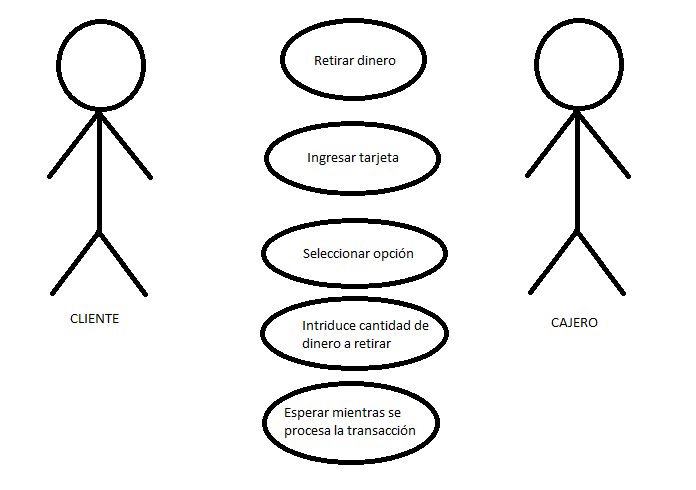 Retirar dinero
Ingresar tarjeta
Seleccionar opción
Intriduce cantidad de
dinero a retirar
Esperar mientras se
procesa la transacción
CLIENTE
CAJERO